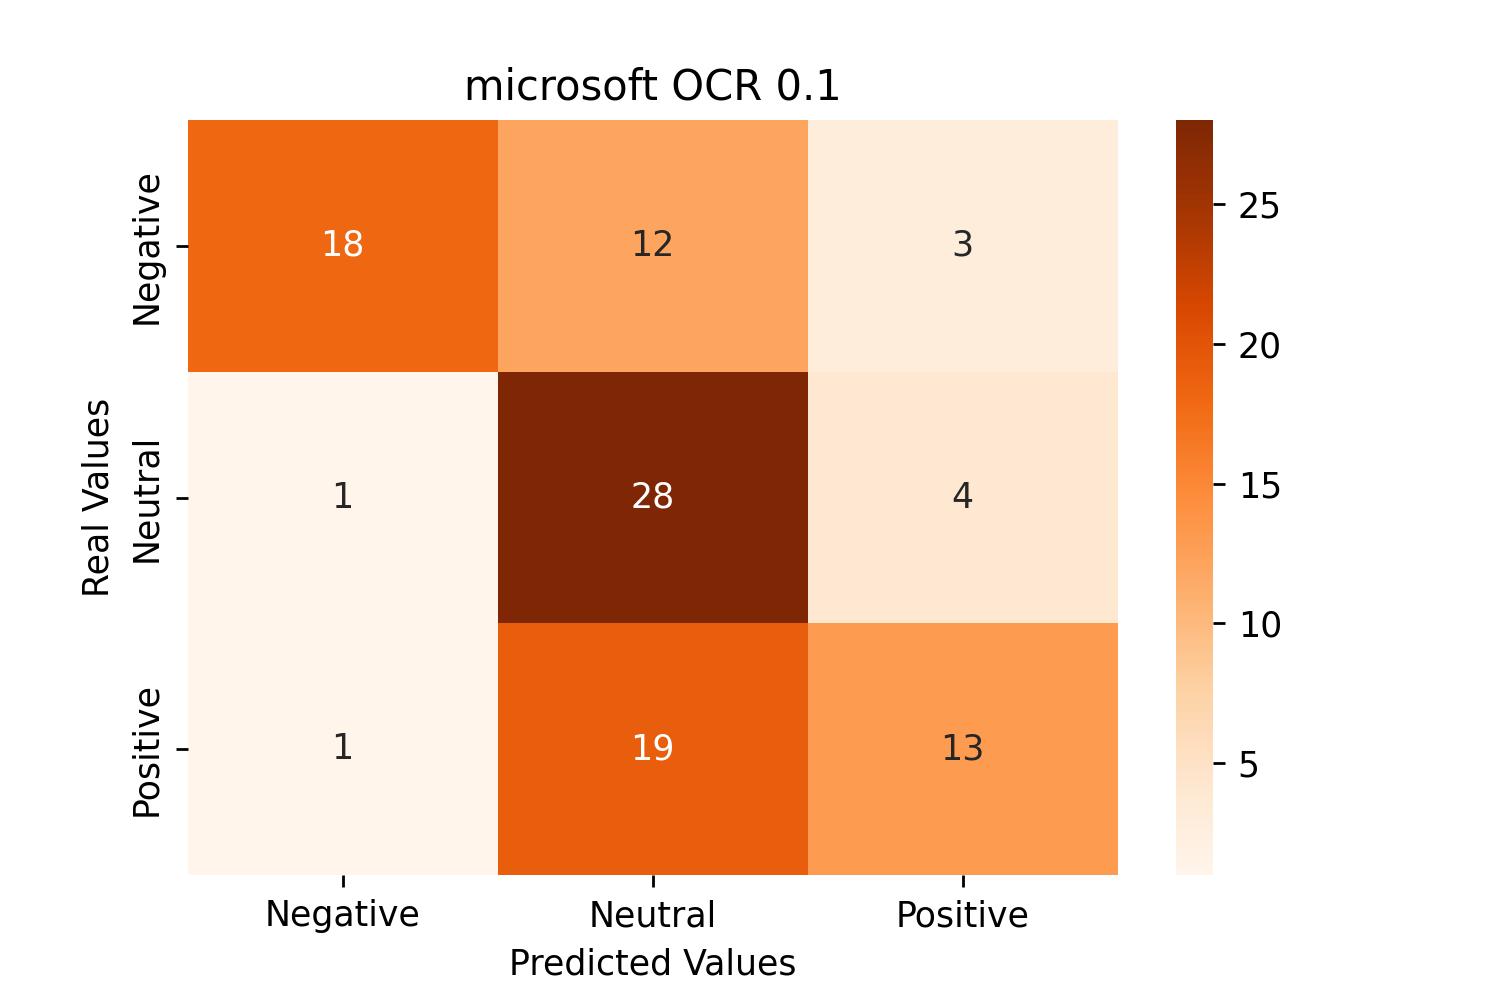 microsoft OCR 0.1
Real Values
Negative
18 12 3
Neutral
1 28 4
Positive
1 19 13
Negative Neutral Positive
Predicted Values
25
20
15
10
5